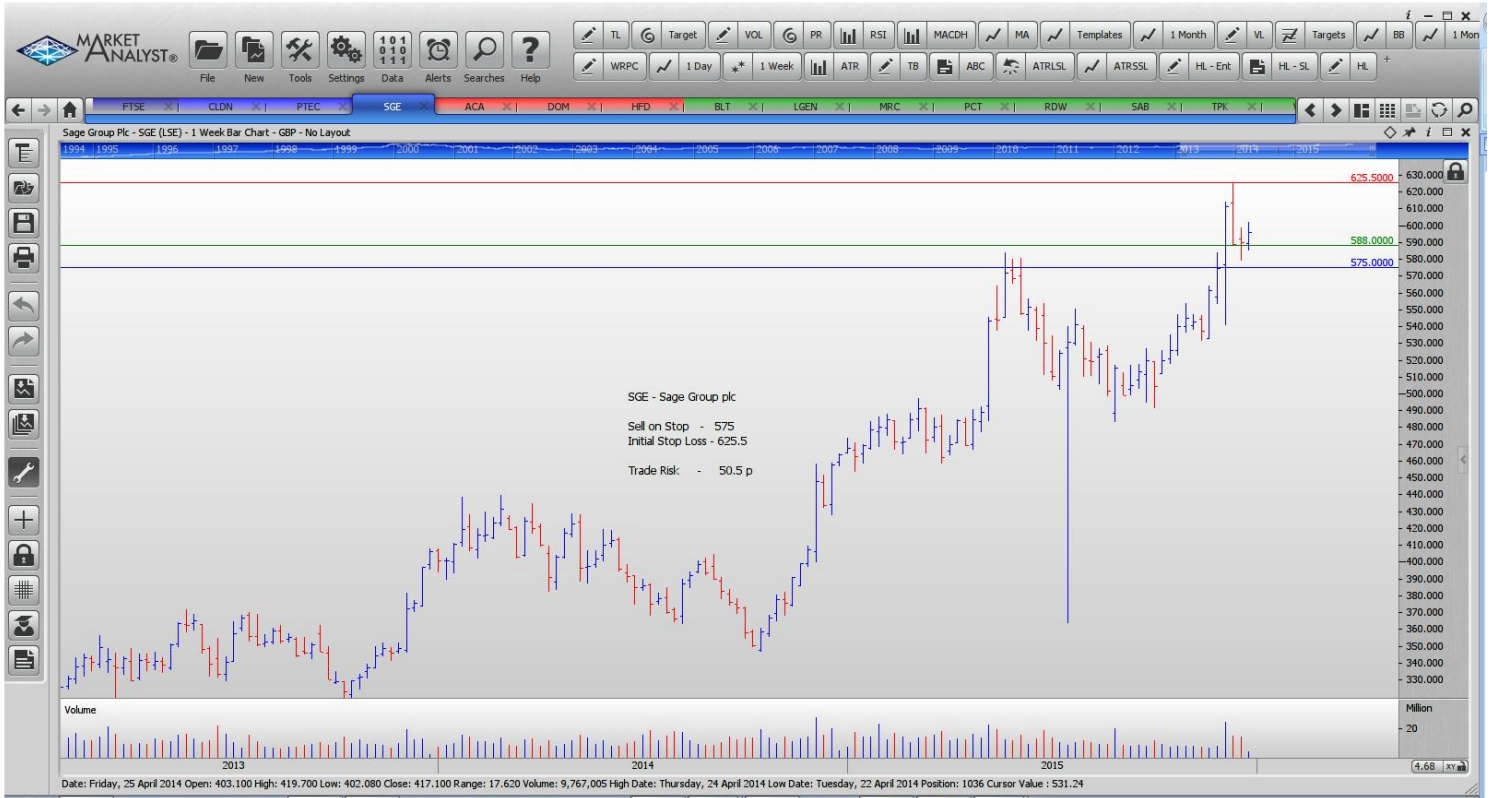 MARKET ANALYST®
File New Tools Settings Data Alerts Searches Help
TL Target VOL PR RSI MACDH MA Templates 1 Month VL Targets BB 1 Mon
WRPC 1 Day 1 Week ATR TB ABC ATRLSL ATRSSL HL - Ent HL - SL HL
FTSE CLDN PTEC SGE ACA DOM HFD BLT LGEN MRC PCT RDW SAB TPK
Sage Group Plc - SGE (LSE) - 1 Week Bar Chart - GBP - No Layout
1994 1995 1996 1997 1998 1999 2000 2001 2002 2003 2004 2005 2006 2007 2008 2009 2010 2011 2012 2013 2014 2015
625.5000
588.0000
575.0000
630.000
620.000
610.000
600.000
590.000
580.000
570.000
560.000
550.000
540.000
530.000
520.000
510.000
500.000
490.000
480.000
470.000
460.000
450.000
440.000
430.000
420.000
410.000
400.000
390.000
380.000
370.000
360.000
350.000
340.000
330.000
SGE - Sage Group plc
Sell on Stop - 575
Initial Stop Loss - 625.5
Trade Risk - 50.5 p
Volume
Million
20
2013 2014 2015
4.68 XY
Date: Friday, 25 April 2014 Open: 403.100 High: 419.700 Low: 402.080 Close: 417.100 Range: 17.620 Volume: 9,767,005 High Date: Thursday, 24 April 2014 Low Date: Tuesday, 22 April 2014 Position: 1036 Cursor Value : 531.24